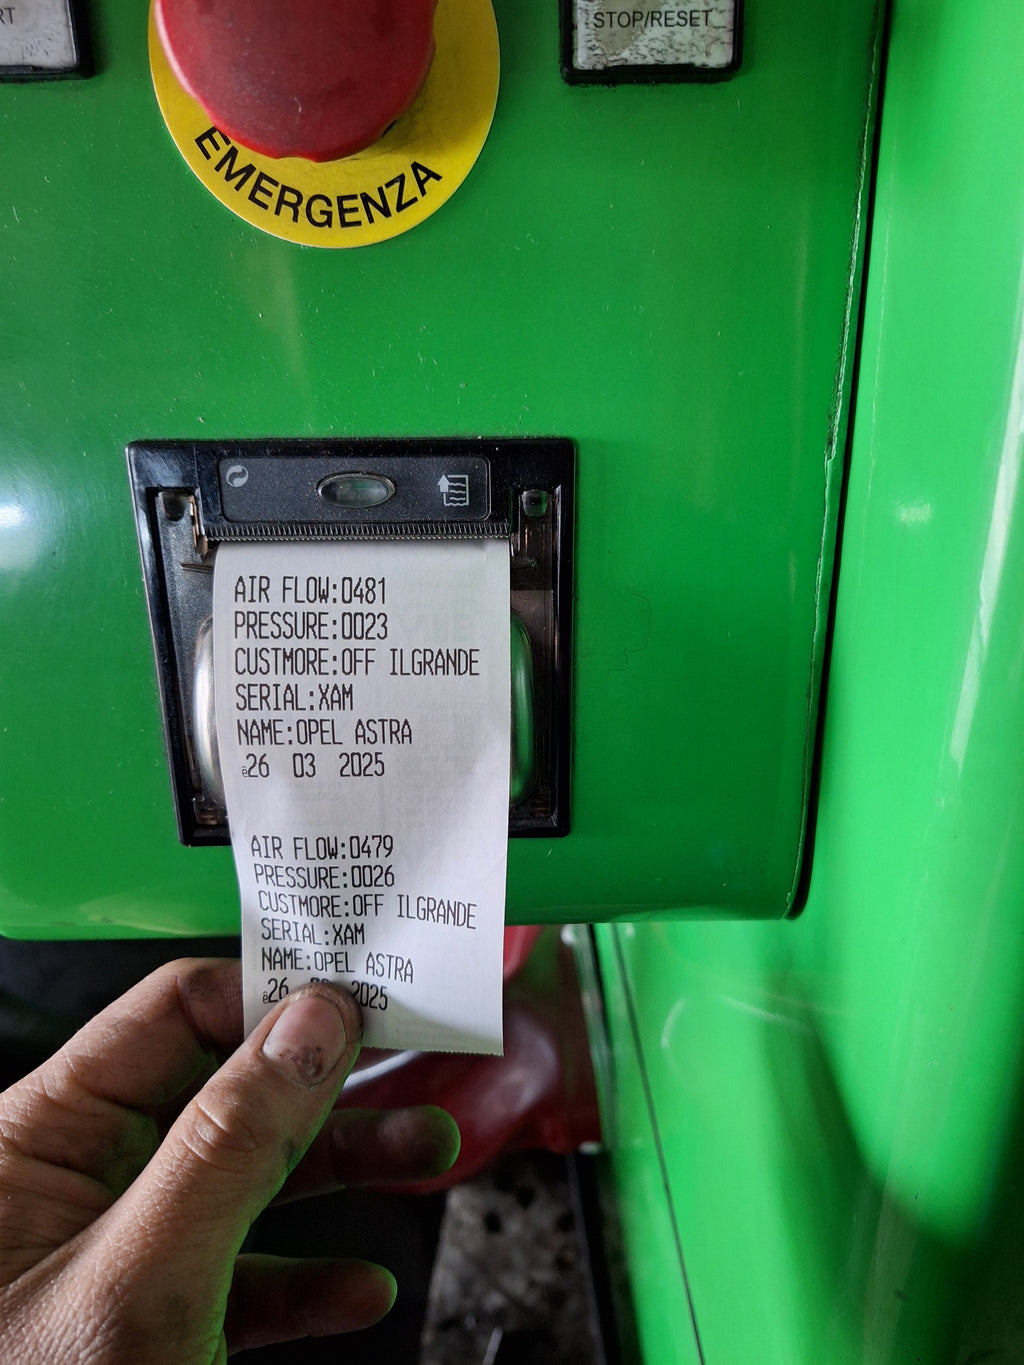 RT
STOP/RESET
EMERGENZA
AIR FLOW:0481
PRESSURE:0023
CUSTMORE:OFF ILGRANDE
SERIAL:XAM
NAME:OPEL ASTRA
@26 03 2025
AIR FLOW:0479
PRESSURE:0026
CUSTMORE:OFF ILGRANDE
SERIAL:XAM
NAME:OPEL ASTRA
@26 2025